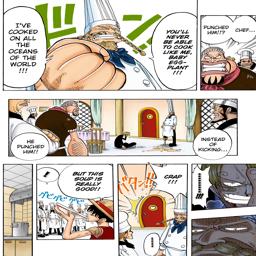 I'VE
COOKED
ON ALL
THE
OCEANS
OF THE
WORLD
!!!
YOU'LL
NEVER
BE ABLE
TO COOK
LIKE ME,
BABY
EGG-
PLANT
!!!
PUNCHED
HIM!?
CHEF...
HE
PUNCHED
HIM!!
INSTEAD
OF
KICKING...
BUT THIS
SOUP IS
REALLY
GOOD!!
CRAP
!!!
!